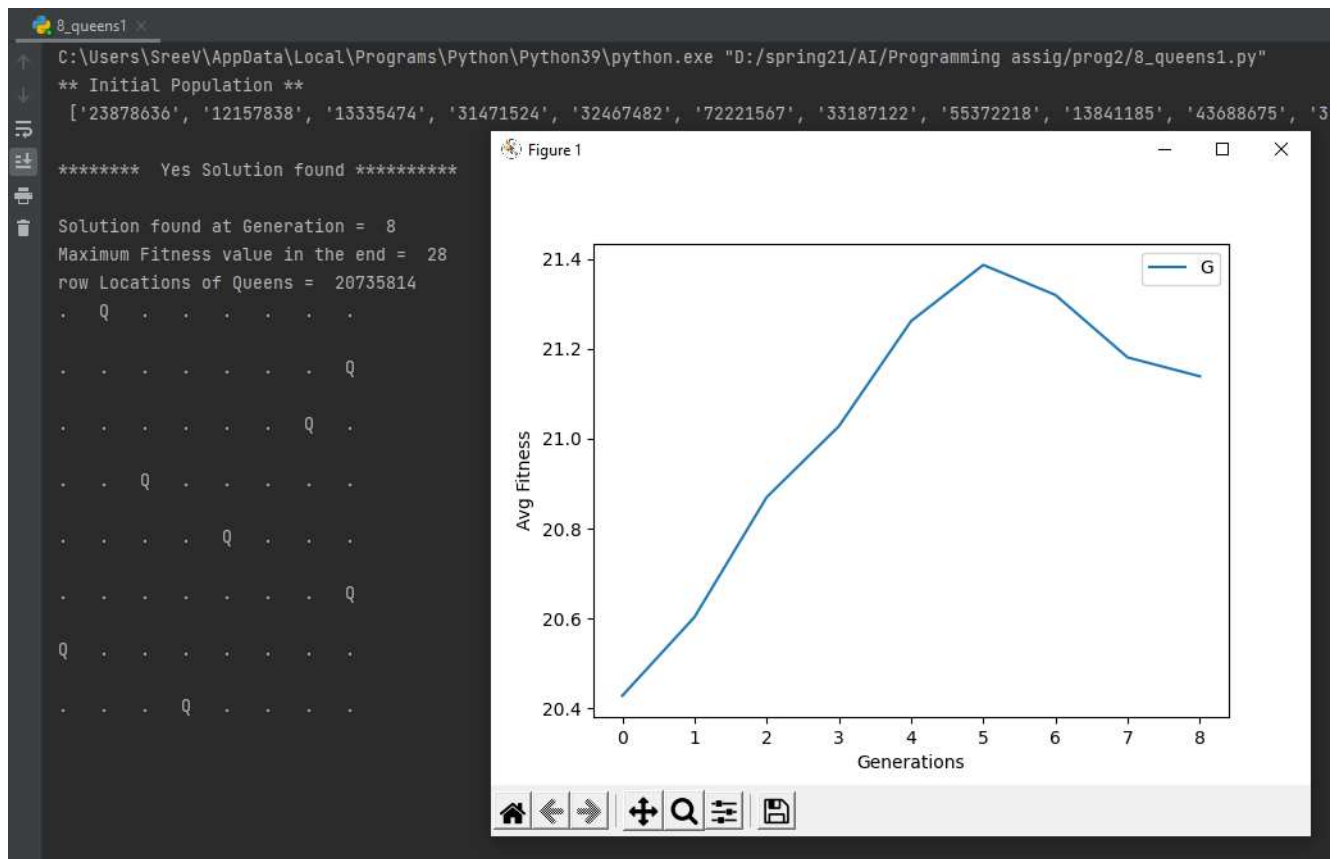 8_queens1
C:\Users\SreeV\AppData\Local\Programs\Python\Python39\python.exe "D:/spring21/AI/Programming assig/prog2/8_queens1.py"
** Initial Population **
['23878636', '12157838', '13335474', '31471524', '32467482', '72221567', '33187122', '55372218', '13841185', '43688675', '3
******** Yes Solution found **********
Solution found at Generation = 8
Maximum Fitness value in the end = 28
row Locations of Queens = 20735814
. Q . . . . . .
. . . . . . . Q
. . . . . . Q .
. . Q . . . . .
. . . . Q . . .
. . . . . . . Q
Q . . . . . . .
. . . Q . . . .
Figure 1
G
21.4
21.2
21.0
20.8
20.6
20.4
Avg Fitness
0 1 2 3 4 5 6 7 8
Generations